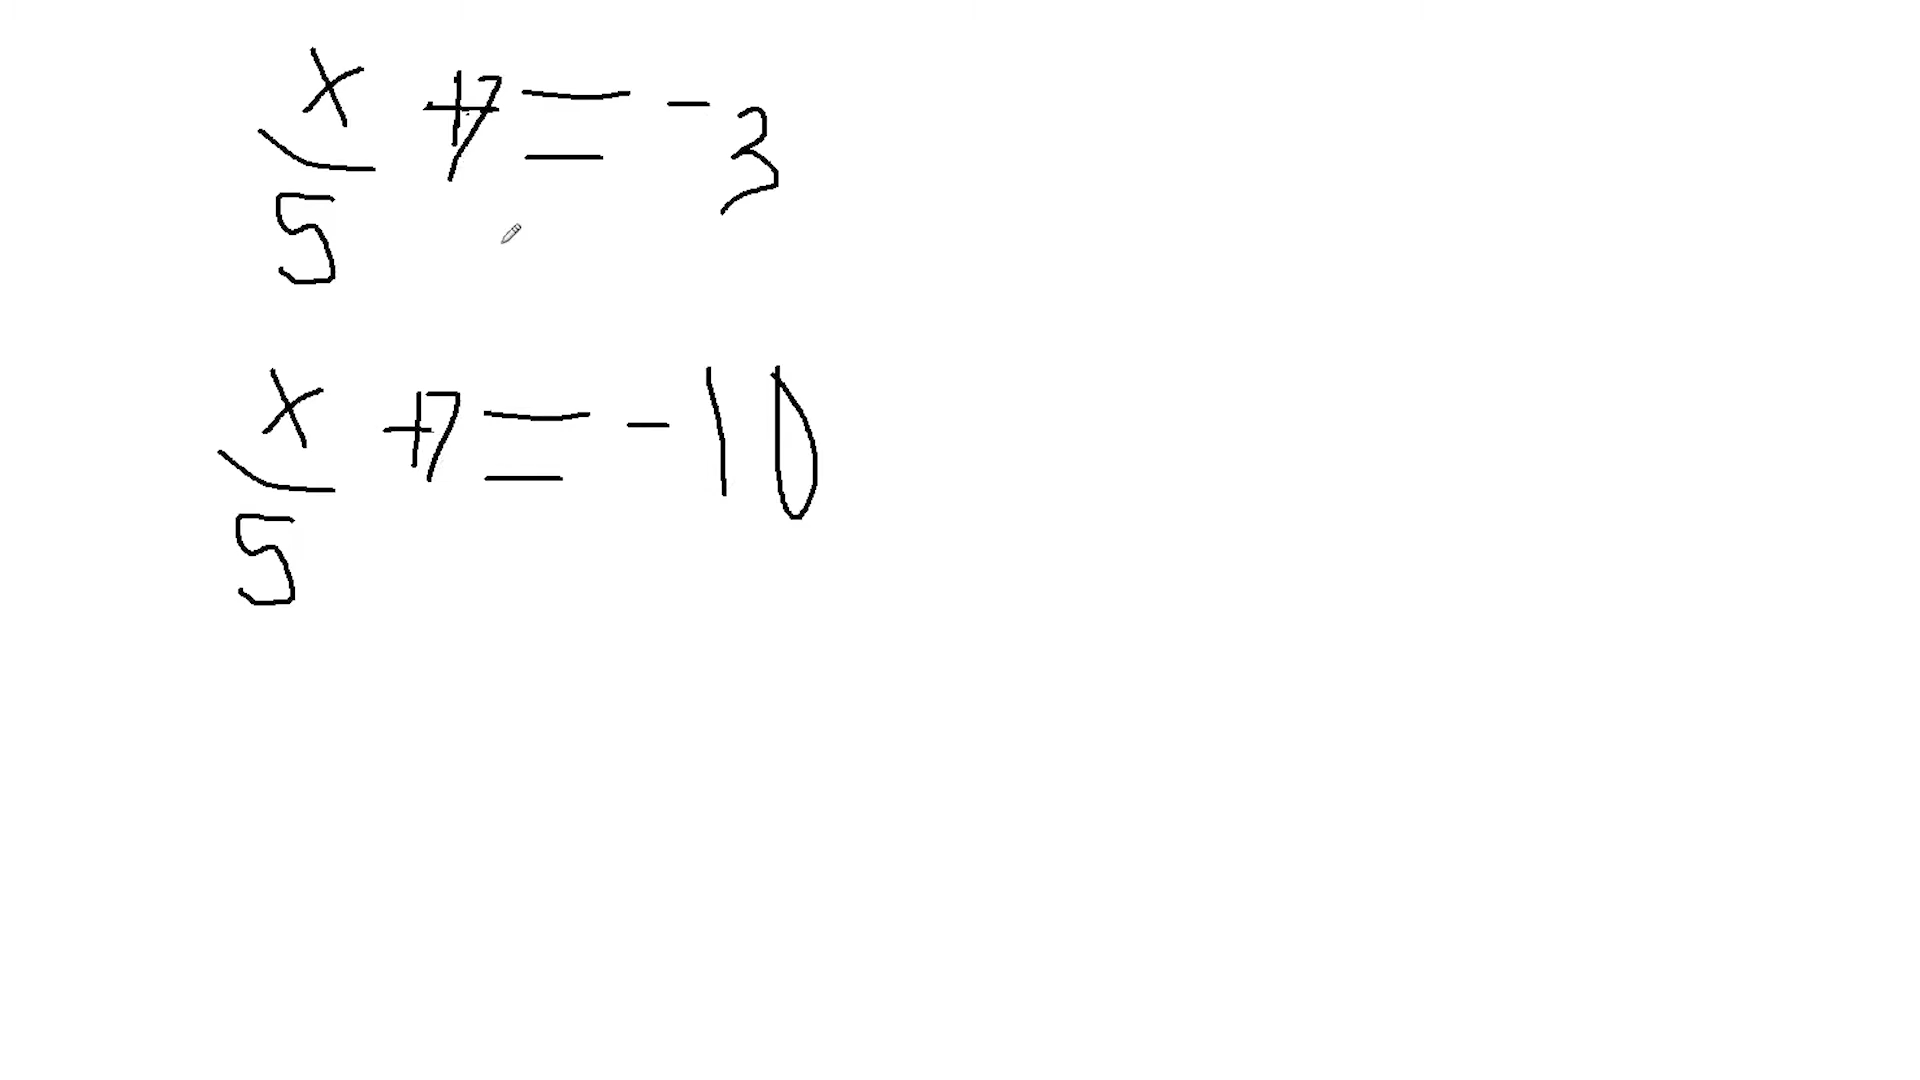 x/5 +7 = -3
x/5 +7 = -10